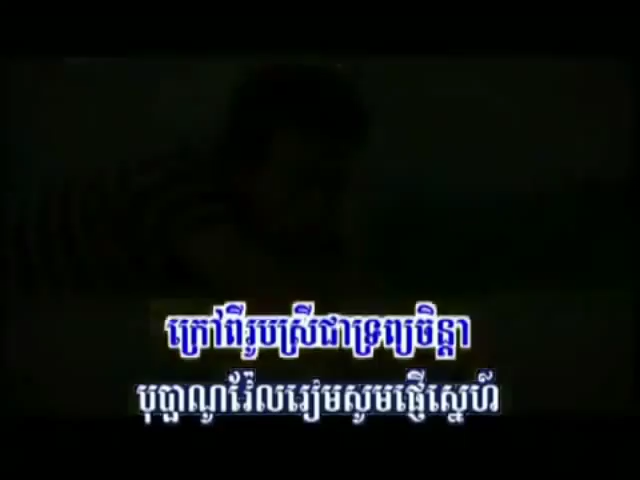 ក្រៅពីរូបស្រីជាទ្រព្យចិន្តា
បុប្ផាណូវ៉ែលរៀមសូមផ្ញើស្នេហ៍